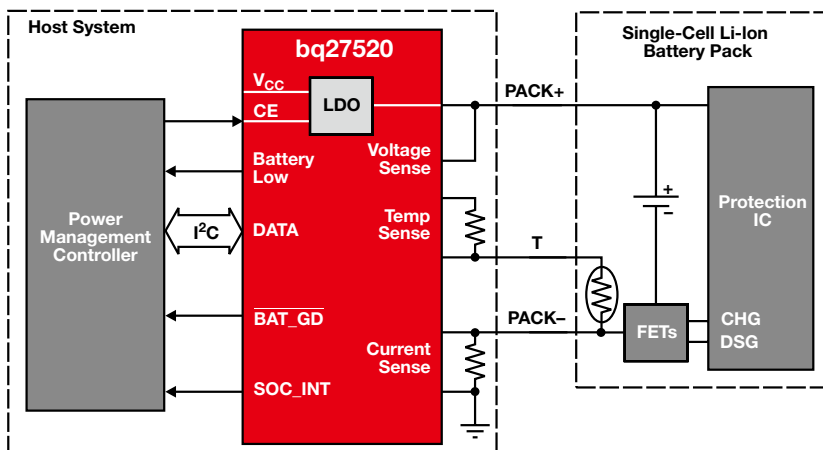 Host System
bq27520
V_CC
CE
LDO
Battery
Low
Voltage
Sense
Power
Management
Controller
I²C
DATA
Temp
Sense
BAT_GD
Current
Sense
SOC_INT
PACK+
T
PACK–
Single-Cell Li-Ion
Battery Pack
+
–
Protection
IC
FETs
CHG
DSG